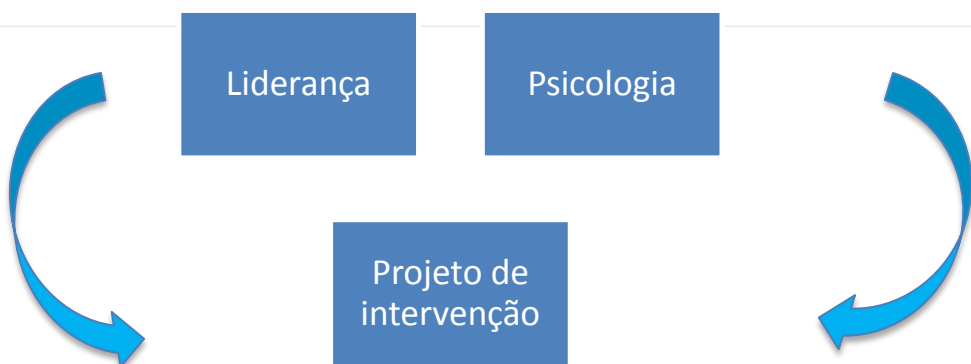 Liderança
Psicologia
Projeto de
intervenção